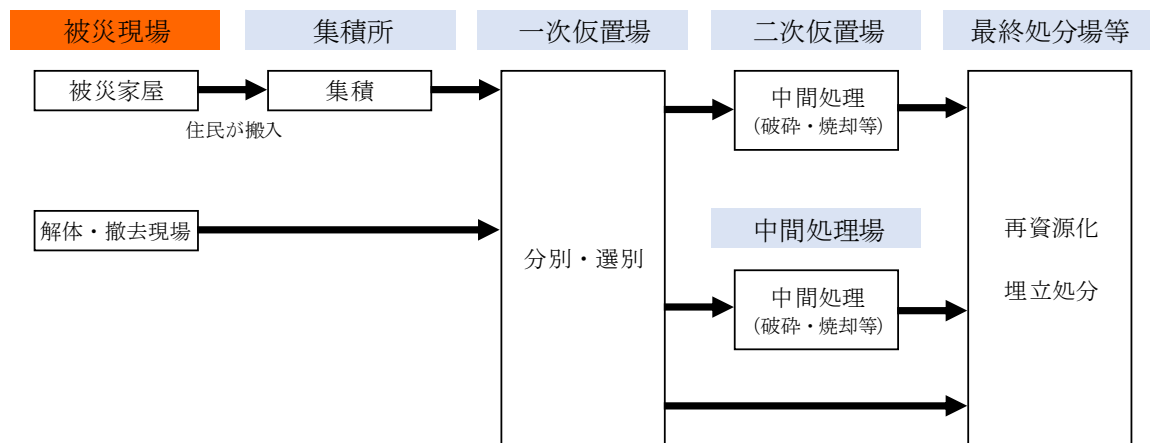 被災現場
集積所
一次仮置場
二次仮置場
最終処分場等
被災家屋
集積
住民が搬入
解体・撤去現場
分別・選別
中間処理
(破砕・焼却等)
中間処理場
中間処理
(破砕・焼却等)
再資源化
埋立処分